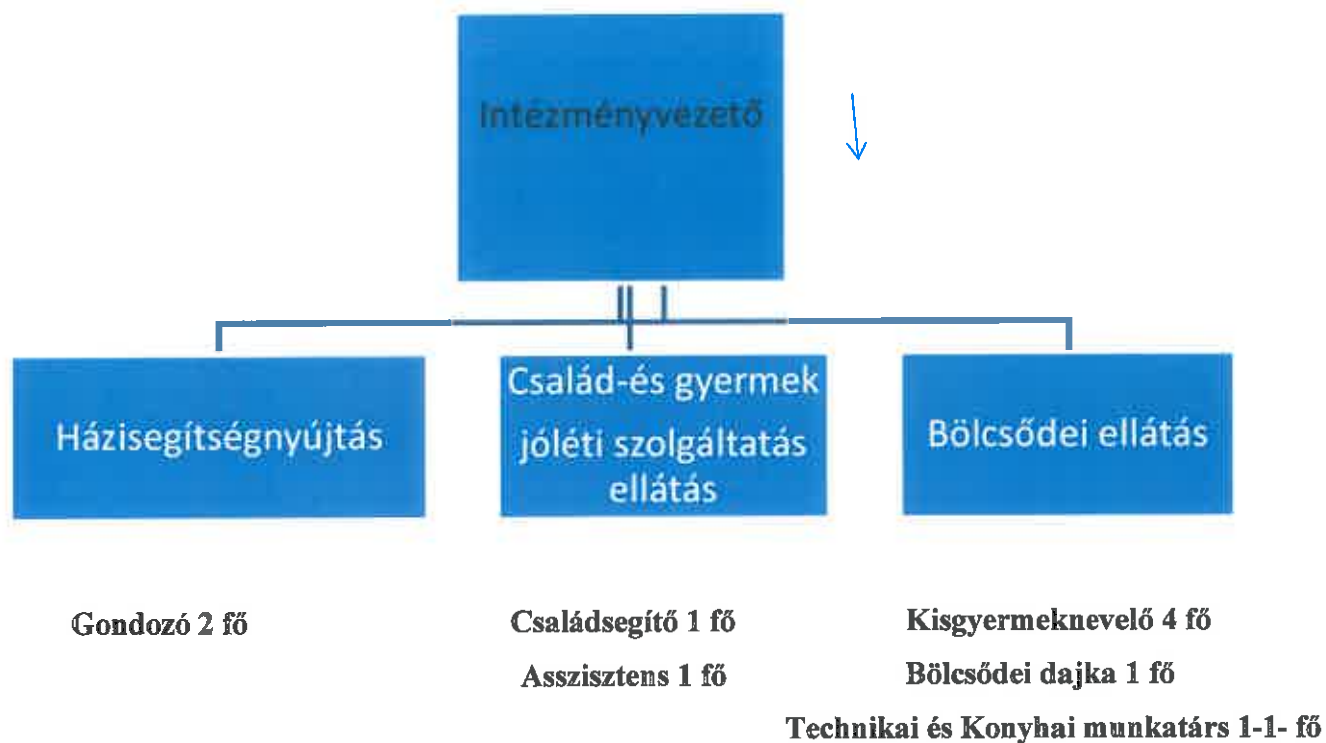 Intézményvezető
Házisegítségnyújtás
Család-és gyermek
jóléti szolgáltatás
ellátás
Bölcsődei ellátás
Gondozó 2 fő
Családsegítő 1 fő
Asszisztens 1 fő
Kisgyermeknevelő 4 fő
Bölcsődei dajka 1 fő
Technikai és Konyhai munkatárs 1-1- fő